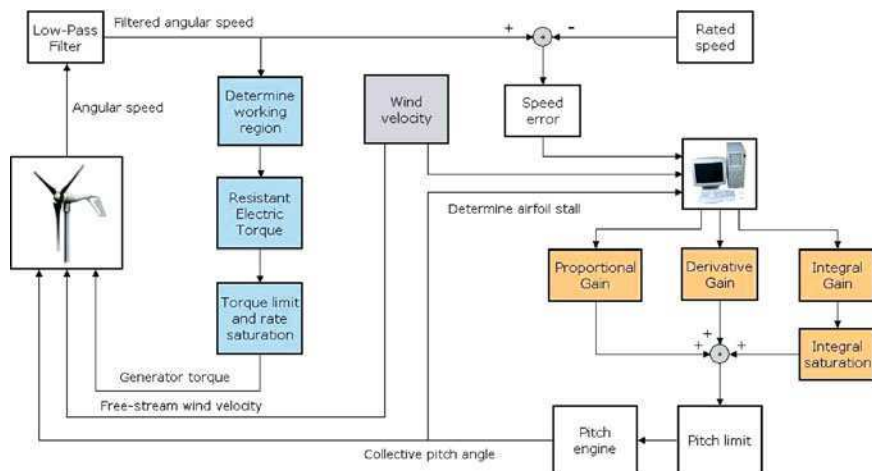 Low-Pass
Filter
Filtered angular speed
+
-
Rated
speed
Angular speed
Determine
working
region
Wind
velocity
Speed
error
Resistant
Electric
Torque
Determine airfoil stall
Proportional
Gain
Derivative
Gain
Integral
Gain
Torque limit
and rate
saturation
+
+
+
Integral
saturation
Generator torque
Free-stream wind velocity
Collective pitch angle
Pitch
engine
Pitch limit